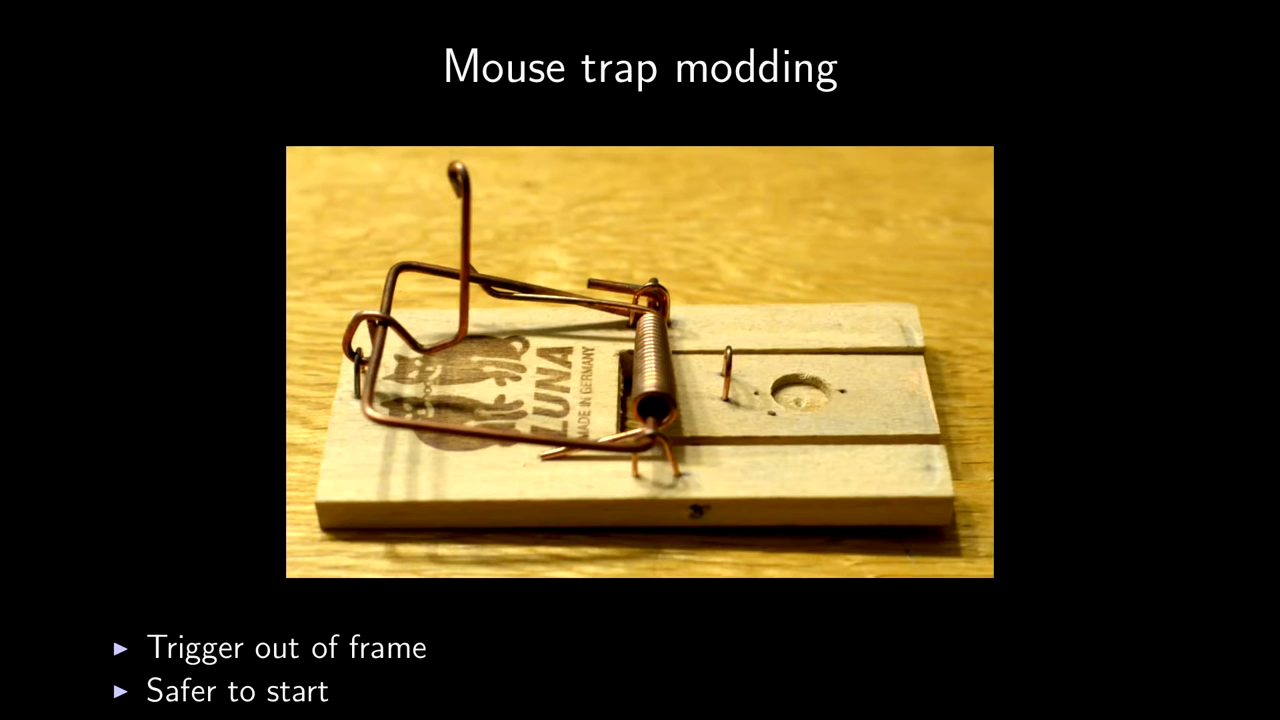 Mouse trap modding
LUNA
MADE IN GERMANY
Trigger out of frame
Safer to start